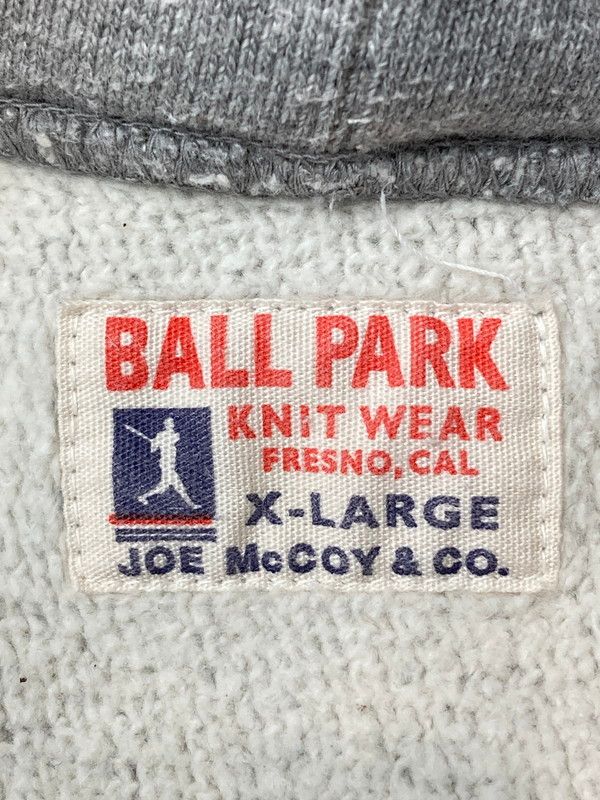 BALL PARK
KNiT WEAR
FRESNO, CAL
X-LARGE
JOE McCOY & CO.